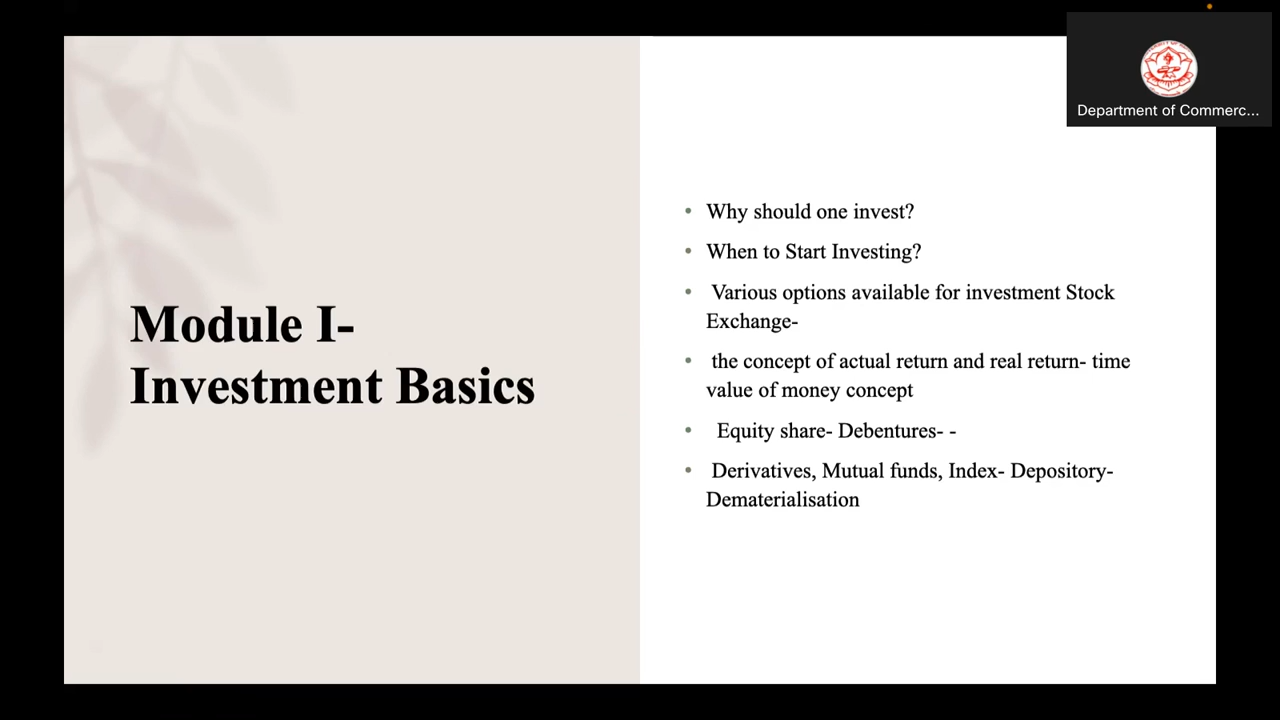 Department of Commerc...
Module I-
Investment Basics
• Why should one invest?
• When to Start Investing?
• Various options available for investment Stock
Exchange-
• the concept of actual return and real return- time
value of money concept
• Equity share- Debentures- -
• Derivatives, Mutual funds, Index- Depository-
Dematerialisation